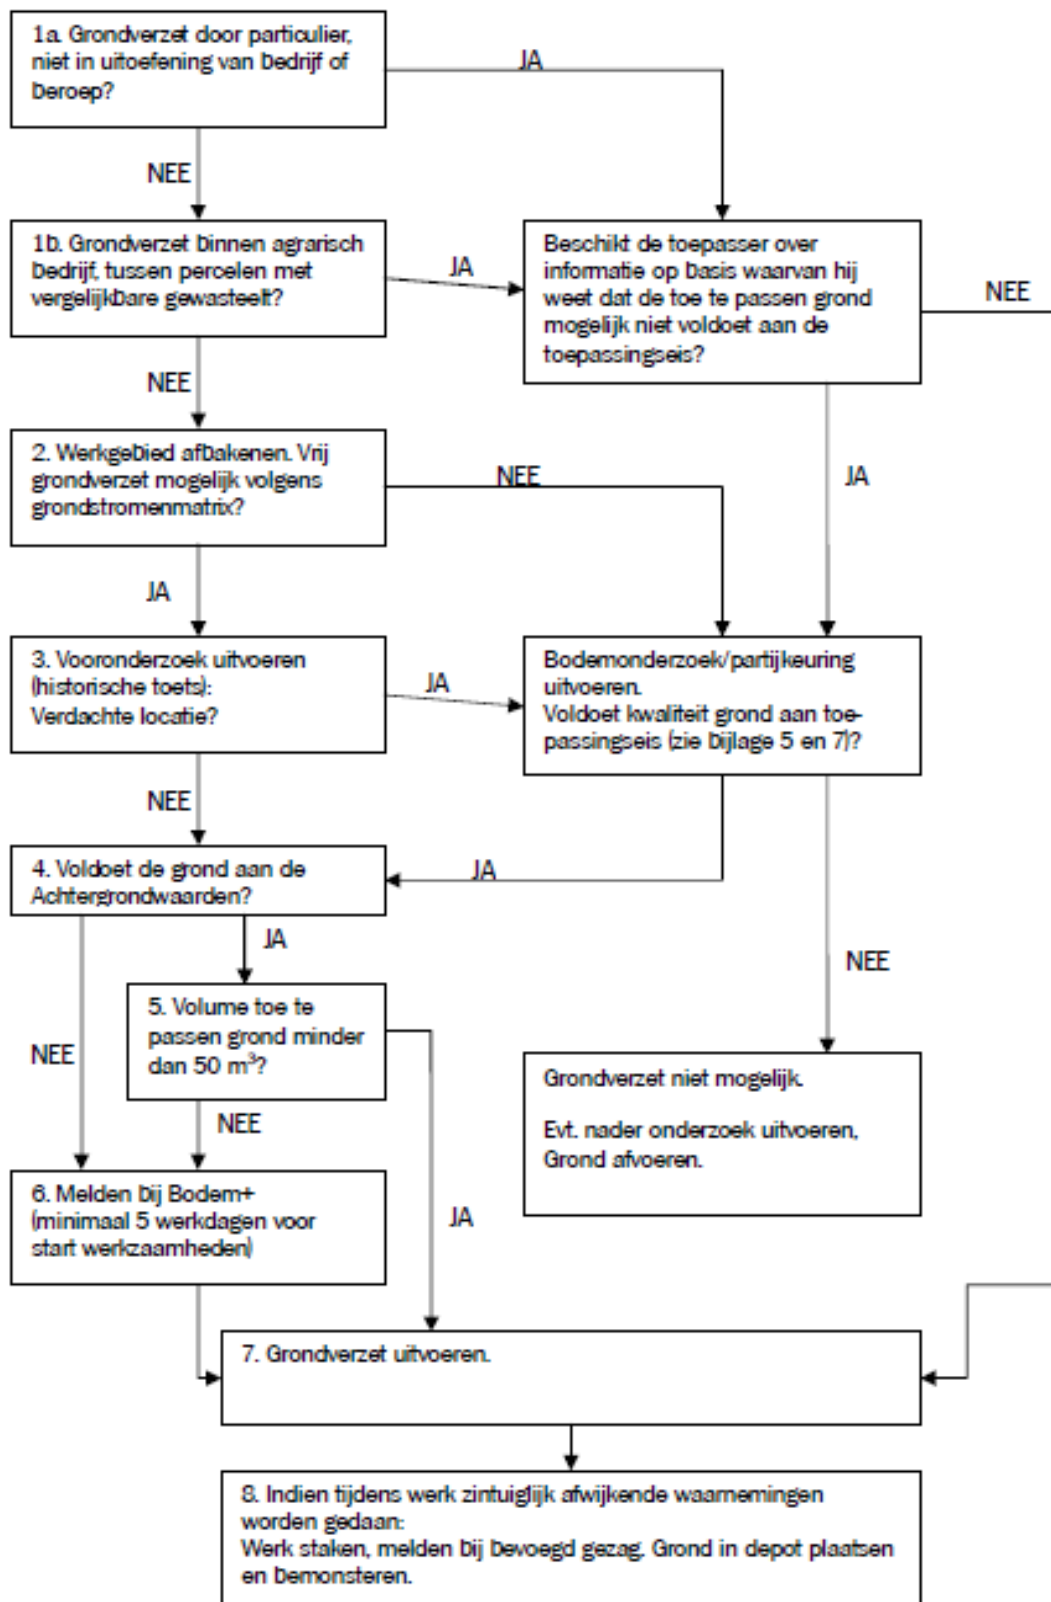 1a. Grondverzet door particulier,
niet in uitoefening van bedrijf of
beroep?
JA
NEE
1b. Grondverzet binnen agrarisch
bedrijf, tussen percelen met
vergelijkbare gewasteelt?
JA
Beschikt de toepasser over
informatie op basis waarvan hij
weet dat de toe te passen grond
mogelijk niet voldoet aan de
toepassingseis?
NEE
NEE
JA
2. Werkgebied afbakenen. Vrij
grondverzet mogelijk volgens
grondstromenmatrix?
NEE
JA
3. Vooronderzoek uitvoeren
(historische toets):
Verdachte locatie?
JA
Bodemonderzoek/partijkeuring
uitvoeren.
Voldoet kwaliteit grond aan toe-
passingseis (zie bijlage 5 en 7)?
NEE
JA
NEE
4. Voldoet de grond aan de
Achtergrondwaarden?
JA
NEE
5. Volume toe te
passen grond minder
dan 50 m³?
NEE
JA
Grondverzet niet mogelijk.
Evt. nader onderzoek uitvoeren,
Grond afvoeren.
6. Melden bij Bodem+
(minimaal 5 werkdagen voor
start werkzaamheden)
7. Grondverzet uitvoeren.
8. Indien tijdens werk zintuiglijk afwijkende waarnemingen
worden gedaan:
Werk staken, melden bij bevoegd gezag. Grond in depot plaatsen
en bemonsteren.